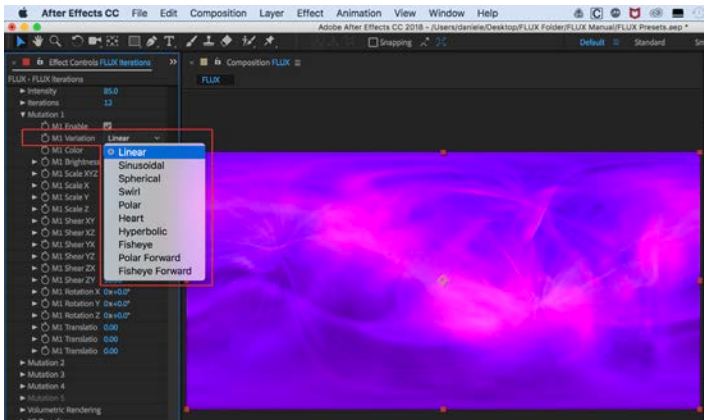 After Effects CC File Edit Composition Layer Effect Animation View Window Help
Adobe After Effects CC 2018 - /Users/daniele/Desktop/FLUX Folder/FLUX Manual/FLUX Presets.aep *
Snapping Default Standard
Effect Controls FLUX Iterations Composition FLUX
FLUX • FLUX Iterations FLUX
Intensity 85.0
Iterations 12
Mutation 1
M1 Enable
M1 Variation Linear
M1 Color
M1 Brightness
M1 Scale XYZ
M1 Scale X
M1 Scale Y
M1 Scale Z
M1 Shear XY
M1 Shear XZ
M1 Shear YX
M1 Shear YZ
M1 Shear ZX
M1 Shear ZY
M1 Rotation X 0x+0.0°
M1 Rotation Y 0x+0.0°
M1 Rotation Z 0x+0.0°
M1 Translatio 0.00
M1 Translatio 0.00
M1 Translatio 0.00
Mutation 2
Mutation 3
Mutation 4
Mutation 5
Volumetric Rendering
Linear
Sinusoidal
Spherical
Swirl
Polar
Heart
Hyperbolic
Fisheye
Polar Forward
Fisheye Forward